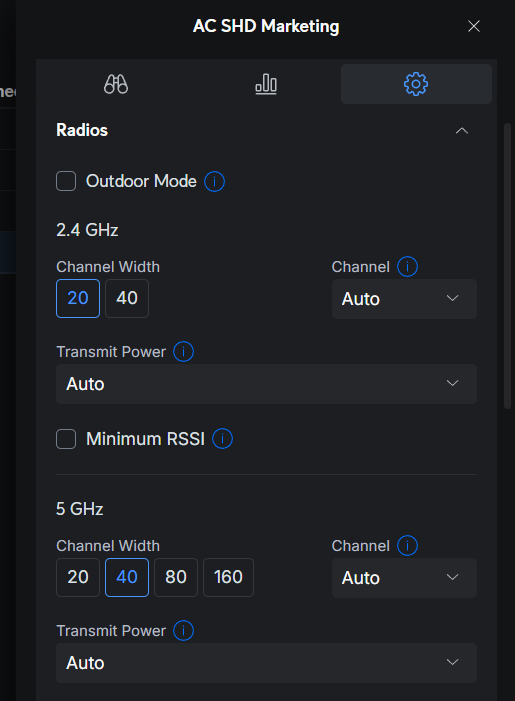 AC SHD Marketing
Radios
Outdoor Mode
2.4 GHz
Channel Width
Channel
20 40
Auto
Transmit Power
Auto
Minimum RSSI
5 GHz
Channel Width
Channel
20 40 80 160
Auto
Transmit Power
Auto